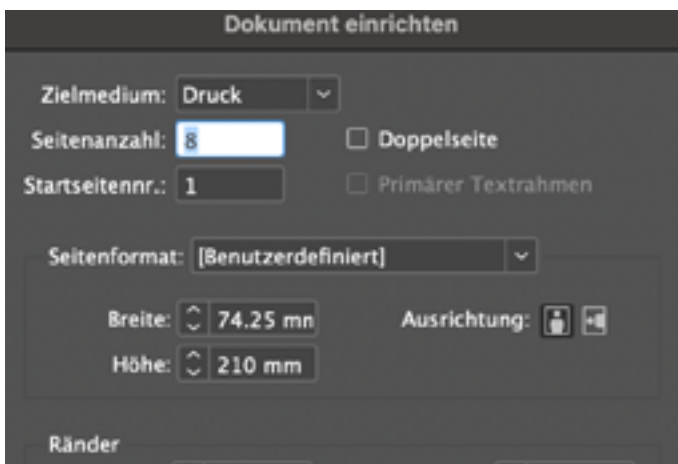 Dokument einrichten
Zielmedium: Druck
Seitenanzahl: 8 Doppelseite
Startseitennr.: 1 Primärer Textrahmen
Seitenformat: [Benutzerdefiniert]
Breite: 74.25 mm Ausrichtung:
Höhe: 210 mm
Ränder